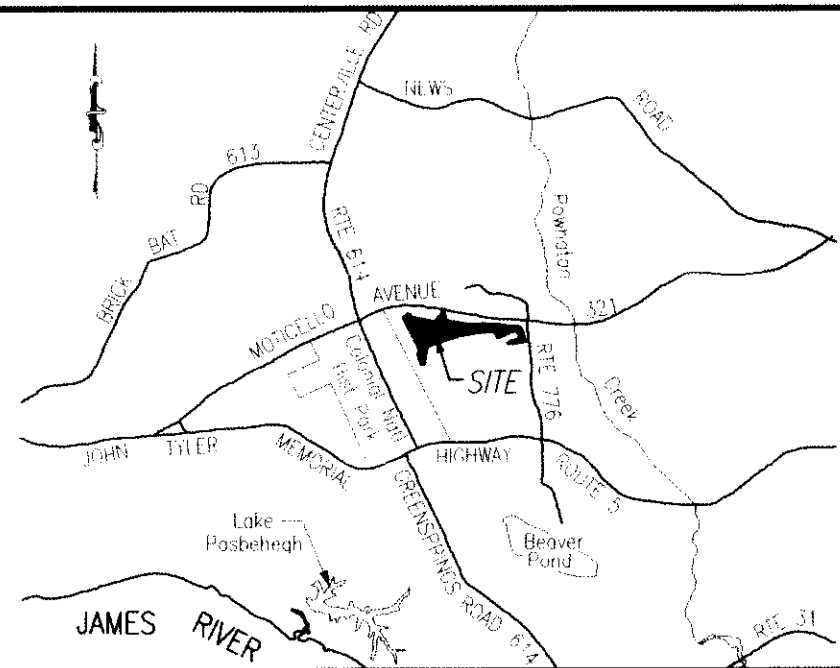 CENTERVILLE RD
NEWS ROAD
613
BRICK BAT RD
RTE 614
Powhgton Creek
MOTICELLO AVENUE
321
SITE
RTE 776
Colonial Natl
Hist Park
JOHN TYLER MEMORIAL HIGHWAY
ROUTE 5
GREENSPRINGS ROAD 614
Lake
Pasbehegh
Beaver
Pond
JAMES RIVER
RTE 31